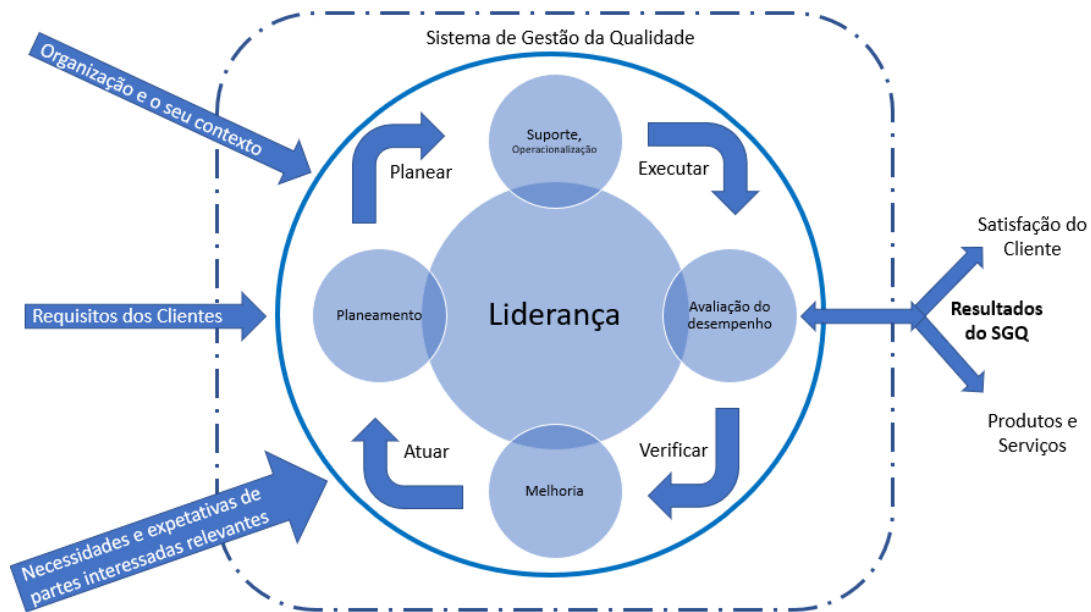 Sistema de Gestão da Qualidade
Organização e o seu contexto
Suporte,
Operacionalização
Planear
Executar
Satisfação do
Cliente
Requisitos dos Clientes
Planeamento
Liderança
Avaliação do
desempenho
Resultados
do SGQ
Atuar
Verificar
Produtos e
Serviços
Melhoria
Necessidades e expetativas de
partes interessadas relevantes